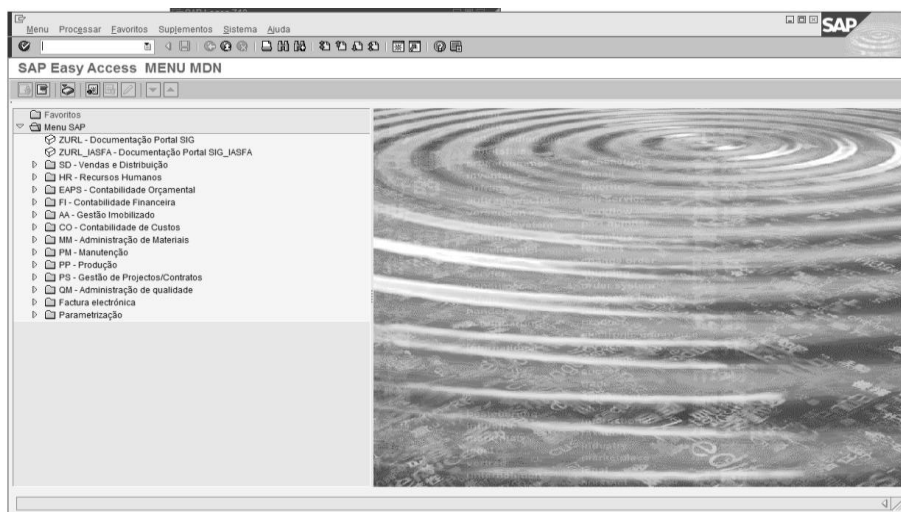 Menu Processar Favoritos Suplementos Sistema Ajuda
SAP
SAP Easy Access MENU MDN
Favoritos
Menu SAP
ZURL - Documentação Portal SIG
ZURL_IASFA - Documentação Portal SIG_IASFA
SD - Vendas e Distribuição
HR - Recursos Humanos
EAPS - Contabilidade Orçamental
FI - Contabilidade Financeira
AA - Gestão Imobilizado
CO - Contabilidade de Custos
MM - Administração de Materiais
PM - Manutenção
PP - Produção
PS - Gestão de Projectos/Contratos
QM - Administração de qualidade
Factura electrónica
Parametrização